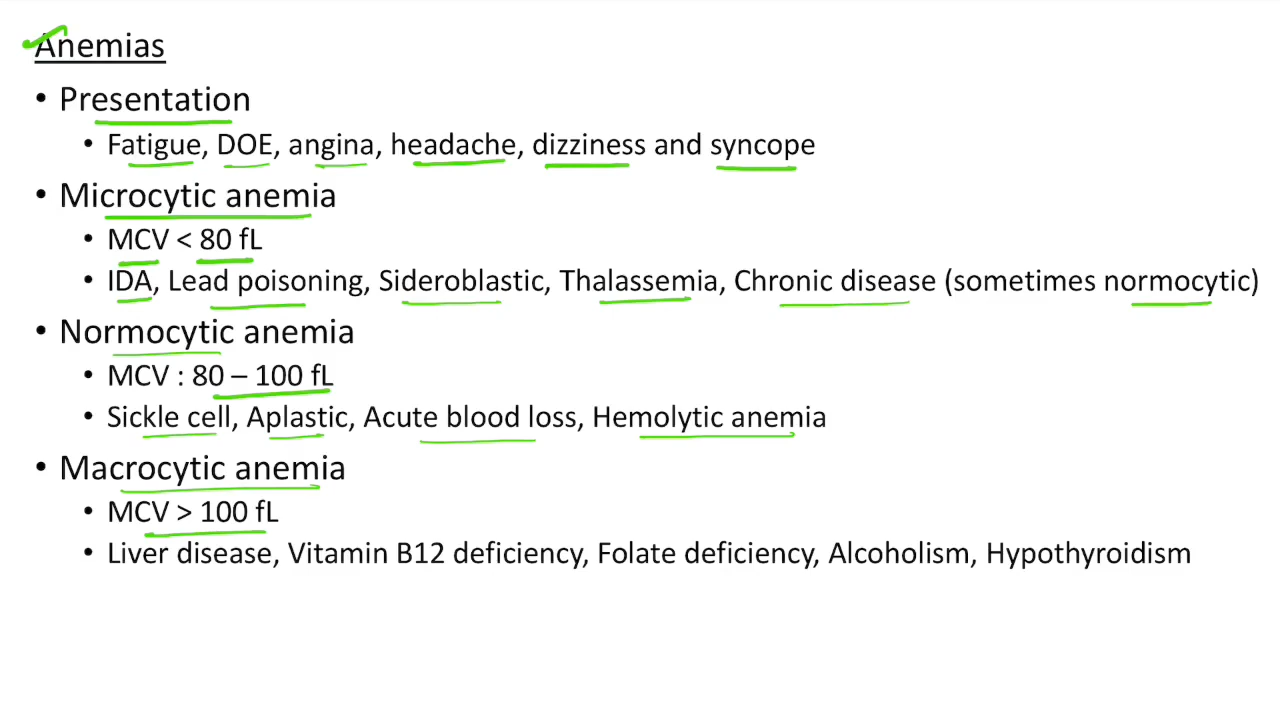 Anemias
• Presentation
• Fatigue, DOE, angina, headache, dizziness and syncope
• Microcytic anemia
• MCV < 80 fL
• IDA, Lead poisoning, Sideroblastic, Thalassemia, Chronic disease (sometimes normocytic)
• Normocytic anemia
• MCV : 80 – 100 fL
• Sickle cell, Aplastic, Acute blood loss, Hemolytic anemia
• Macrocytic anemia
• MCV > 100 fL
• Liver disease, Vitamin B12 deficiency, Folate deficiency, Alcoholism, Hypothyroidism